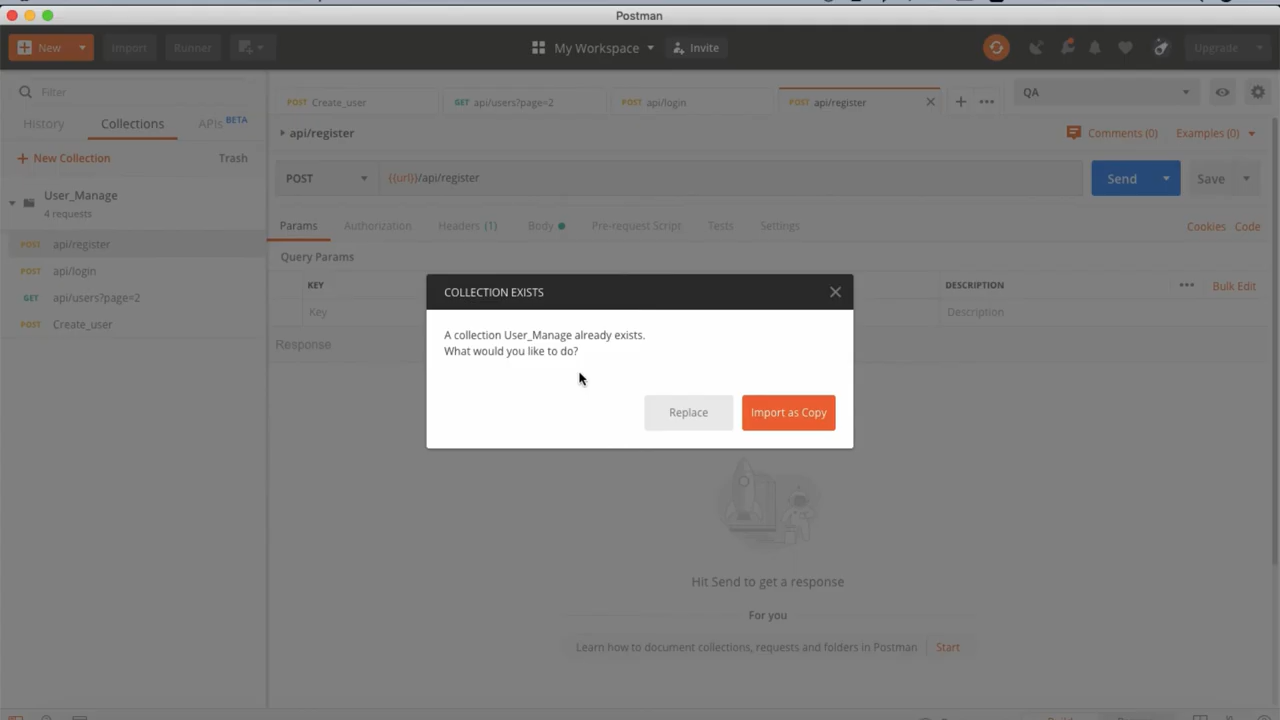 Postman
New
Import
Runner
My Workspace
Invite
Upgrade
Filter
History
Collections
APIs
BETA
+ New Collection
Trash
User_Manage
4 requests
POST api/register
POST api/login
GET api/users?page=2
POST Create_user
POST Create_user
GET api/users?page=2
POST api/login
POST api/register
QA
api/register
Comments (0)
Examples (0)
POST
{{url}}/api/register
Send
Save
Params
Authorization
Headers (1)
Body
Pre-request Script
Tests
Settings
Cookies
Code
Query Params
KEY
DESCRIPTION
Bulk Edit
Key
Description
Response
COLLECTION EXISTS
A collection User_Manage already exists.
What would you like to do?
Replace
Import as Copy
Hit Send to get a response
For you
Learn how to document collections, requests and folders in Postman
Start